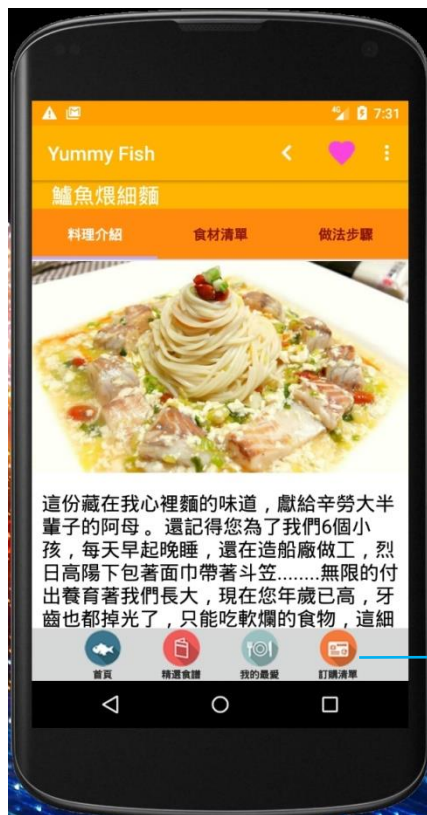 7:31
Yummy Fish
鱸魚煨細麵
料理介紹 食材清單 做法步驟
這份藏在我心裡麵的味道，獻給辛勞大半
輩子的阿母。還記得您為了我們6個小
孩，每天早起晚睡，還在造船廠做工，烈
日高陽下包著面巾帶著斗笠........無限的付
出養育著我們長大，現在您年歲已高，牙
齒也都掉光了，只能吃軟爛的食物，這細
首頁 精選食譜 我的最愛 訂購清單